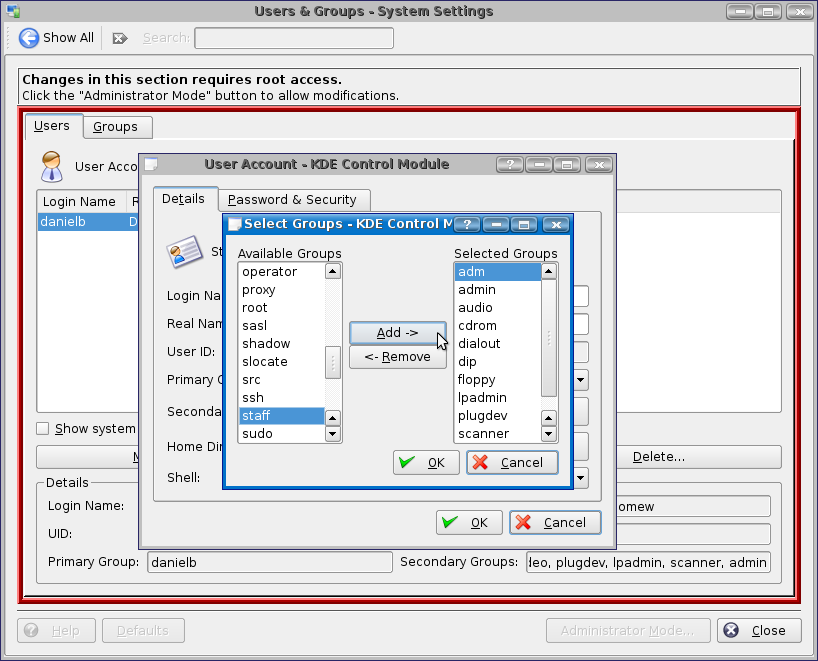 Users & Groups - System Settings
Show All
Search:
Changes in this section requires root access.
Click the "Administrator Mode" button to allow modifications.
Users
Groups
Login Name
danielb
D
Show system
Delete...
Details
Login Name:
omew
UID:
Primary Group:
danielb
Secondary Groups:
deo, plugdev, lpadmin, scanner, admin
Help
Defaults
Administrator Mode...
Close
User Account - KDE Control Module
Details
Password & Security
Login Na
Real Nam
User ID:
Primary G
Seconda
Home Dir
Shell:
OK
Cancel
Select Groups - KDE Control M
Available Groups
operator
proxy
root
sasl
shadow
slocate
src
ssh
staff
sudo
Add ->
<- Remove
Selected Groups
adm
admin
audio
cdrom
dialout
dip
floppy
lpadmin
plugdev
scanner
OK
Cancel